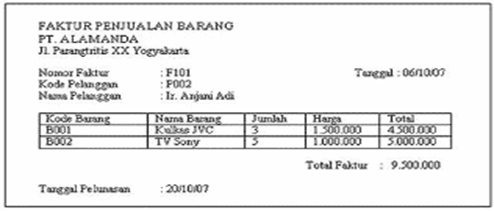 FAKTUR PENJUALAN BARANG
PT. ALAMANDA
Jl. Parangtritis XX Yogyakarta
Nomor Faktur : F101 Tanggal : 06/10/07
Kode Pelanggan : P002
Nama Pelanggan : Ir. Anjani Adi
Kode Barang Nama Barang Jumlah Harga Total
B001 Kulkas JVC 3 1.500.000 4.500.000
B002 TV Sony 5 1.000.000 5.000.000
Total Faktur : 9.500.000
Tanggal Pelunasan : 20/10/07